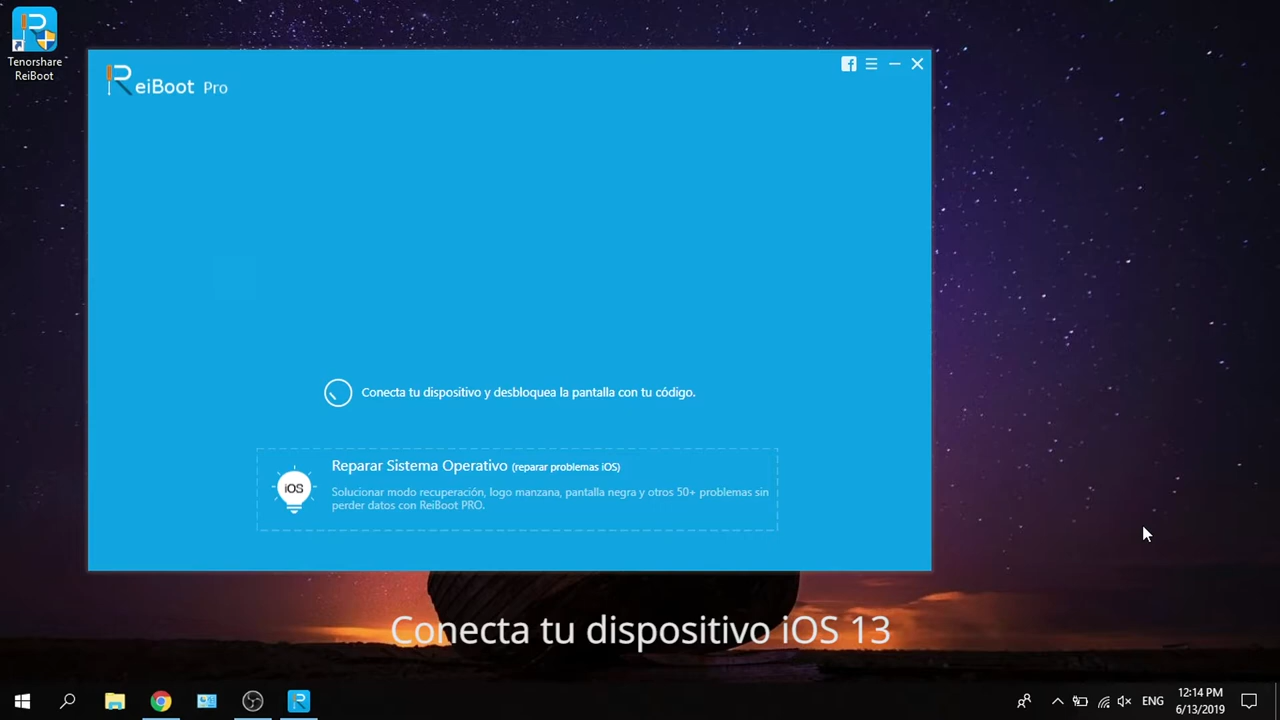 Tenorshare
ReiBoot
ReiBoot Pro
Conecta tu dispositivo y desbloquea la pantalla con tu código.
Reparar Sistema Operativo (reparar problemas iOS)
iOS
Solucionar modo recuperación, logo manzana, pantalla negra y otros 50+ problemas sin
perder datos con ReiBoot PRO.
Conecta tu dispositivo iOS 13
ENG
12:14 PM
6/13/2019